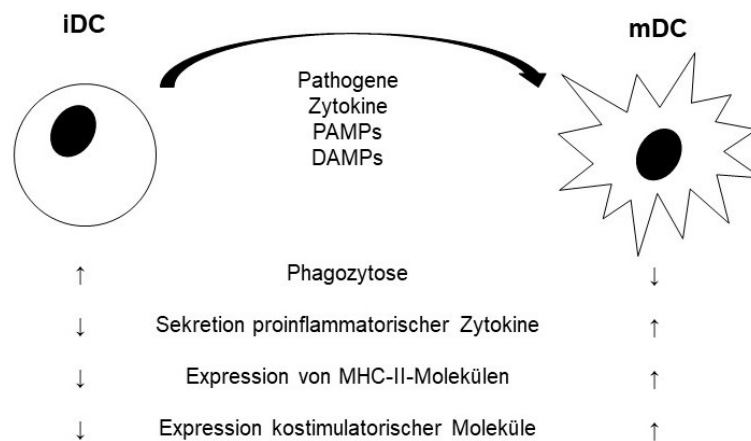 iDC
mDC
Pathogene
Zytokine
PAMPs
DAMPs
↑ Phagozytose ↓
↓ Sekretion proinflammatorischer Zytokine ↑
↓ Expression von MHC-II-Molekülen ↑
↓ Expression kostimulatorischer Moleküle ↑